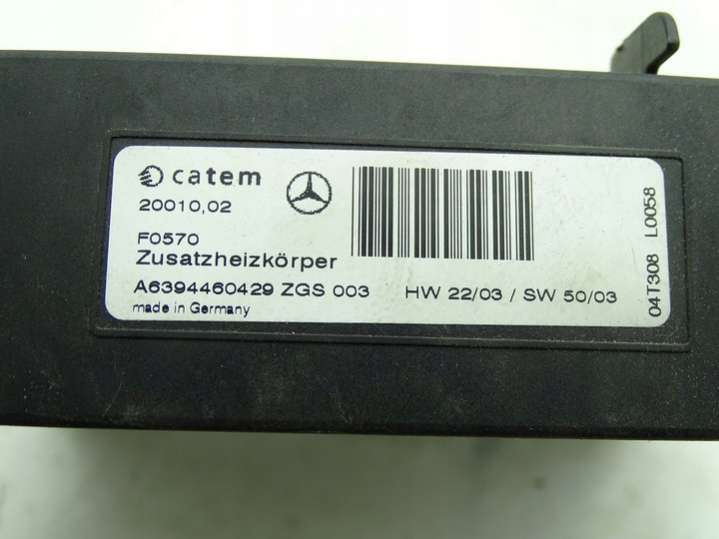 catem
20010,02
F0570
Zusatzheizkörper
A6394460429 ZGS 003 HW 22/03 / SW 50/03
made in Germany
04T308 L0058